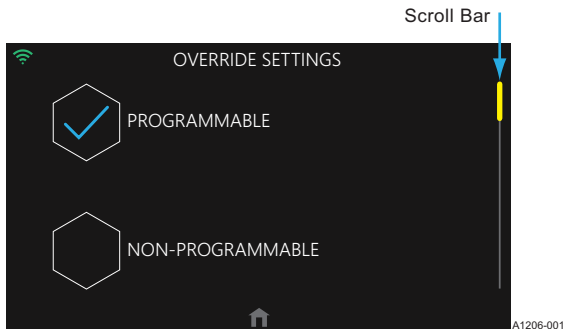 Scroll Bar
OVERRIDE SETTINGS
PROGRAMMABLE
NON-PROGRAMMABLE
A1206-001